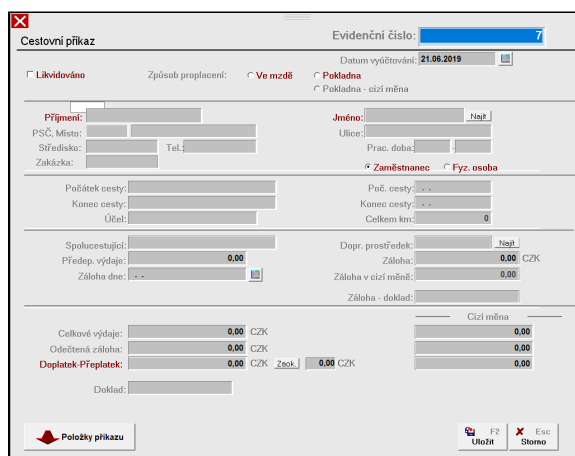 Cestovní příkaz
Evidenční číslo: 7
Datum vyúčtování: 21.06.2019
Likvidováno Způsob proplacení: Ve mzdě Pokladna
Pokladna - cizí měna
Příjmení: Jméno: Najít
PSČ, Místo: Ulice:
Středisko: Tel.: Prac. doba: -
Zakázka:
Zaměstnanec Fyz. osoba
Počátek cesty: Poč. cesty: . .
Konec cesty: Konec cesty: . .
Účel: Celkem km: 0
Spolucestující: Dopr. prostředek: Najít
Předep. výdaje: 0,00 Záloha: 0,00 CZK
Záloha dne: . . Záloha v cizí měně: 0,00
Záloha - doklad:
Cizí měna
Celkové výdaje: 0,00 CZK 0,00
Odečtená záloha: 0,00 CZK 0,00
Doplatek-Přeplatek: 0,00 CZK Zaok. 0,00 CZK 0,00
Doklad:
Položky příkazu
F2 Uložit
Esc Storno